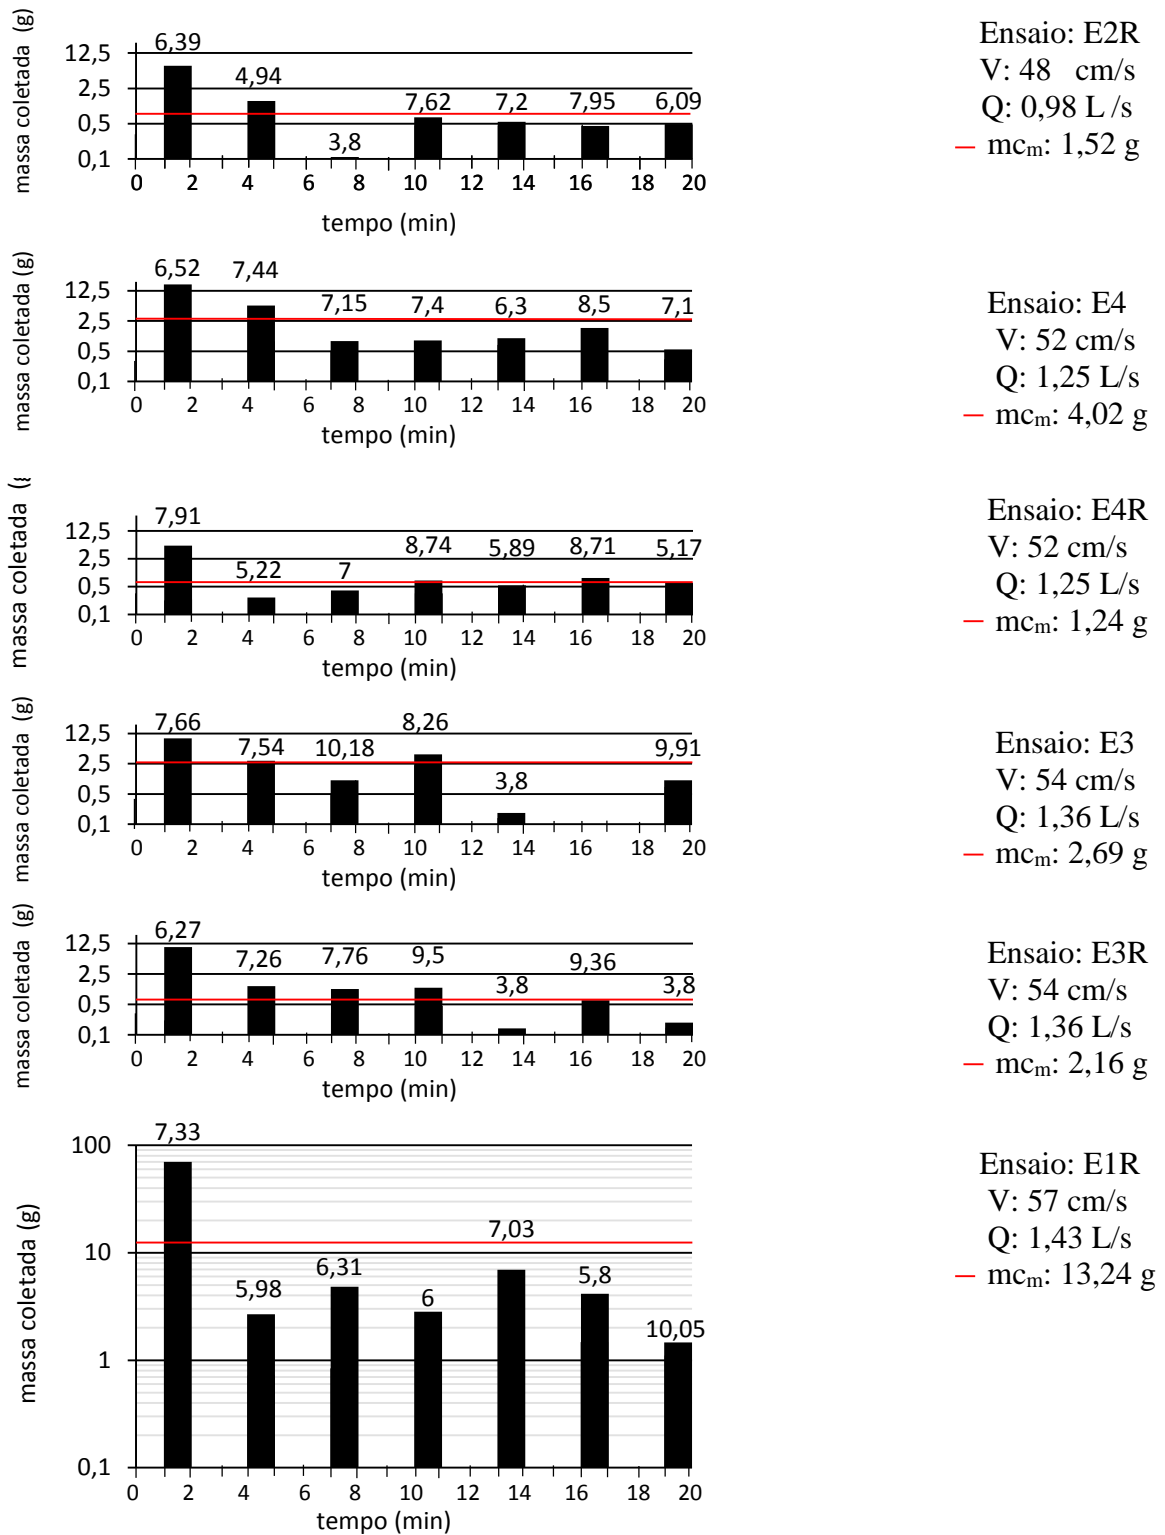 massa coletada (g)
12,5
2,5
0,5
0,1
6,39
4,94
3,8
7,62
7,2
7,95
6,09
0 2 4 6 8 10 12 14 16 18 20
tempo (min)
Ensaio: E2R
V: 48 cm/s
Q: 0,98 L /s
mcm: 1,52 g
massa coletada (g)
12,5
2,5
0,5
0,1
6,52
7,44
7,15
7,4
6,3
8,5
7,1
0 2 4 6 8 10 12 14 16 18 20
tempo (min)
Ensaio: E4
V: 52 cm/s
Q: 1,25 L/s
mcm: 4,02 g
massa coletada
12,5
2,5
0,5
0,1
7,91
5,22
7
8,74
5,89
8,71
5,17
0 2 4 6 8 10 12 14 16 18 20
tempo (min)
Ensaio: E4R
V: 52 cm/s
Q: 1,25 L/s
mcm: 1,24 g
massa coletada (g)
12,5
2,5
0,5
0,1
7,66
7,54
10,18
8,26
3,8
9,91
0 2 4 6 8 10 12 14 16 18 20
tempo (min)
Ensaio: E3
V: 54 cm/s
Q: 1,36 L/s
mcm: 2,69 g
massa coletada (g)
12,5
2,5
0,5
0,1
6,27
7,26
7,76
9,5
3,8
9,36
3,8
0 2 4 6 8 10 12 14 16 18 20
tempo (min)
Ensaio: E3R
V: 54 cm/s
Q: 1,36 L/s
mcm: 2,16 g
massa coletada (g)
100
10
1
0,1
7,33
5,98
6,31
6
7,03
5,8
10,05
0 2 4 6 8 10 12 14 16 18 20
tempo (min)
Ensaio: E1R
V: 57 cm/s
Q: 1,43 L/s
mcm: 13,24 g